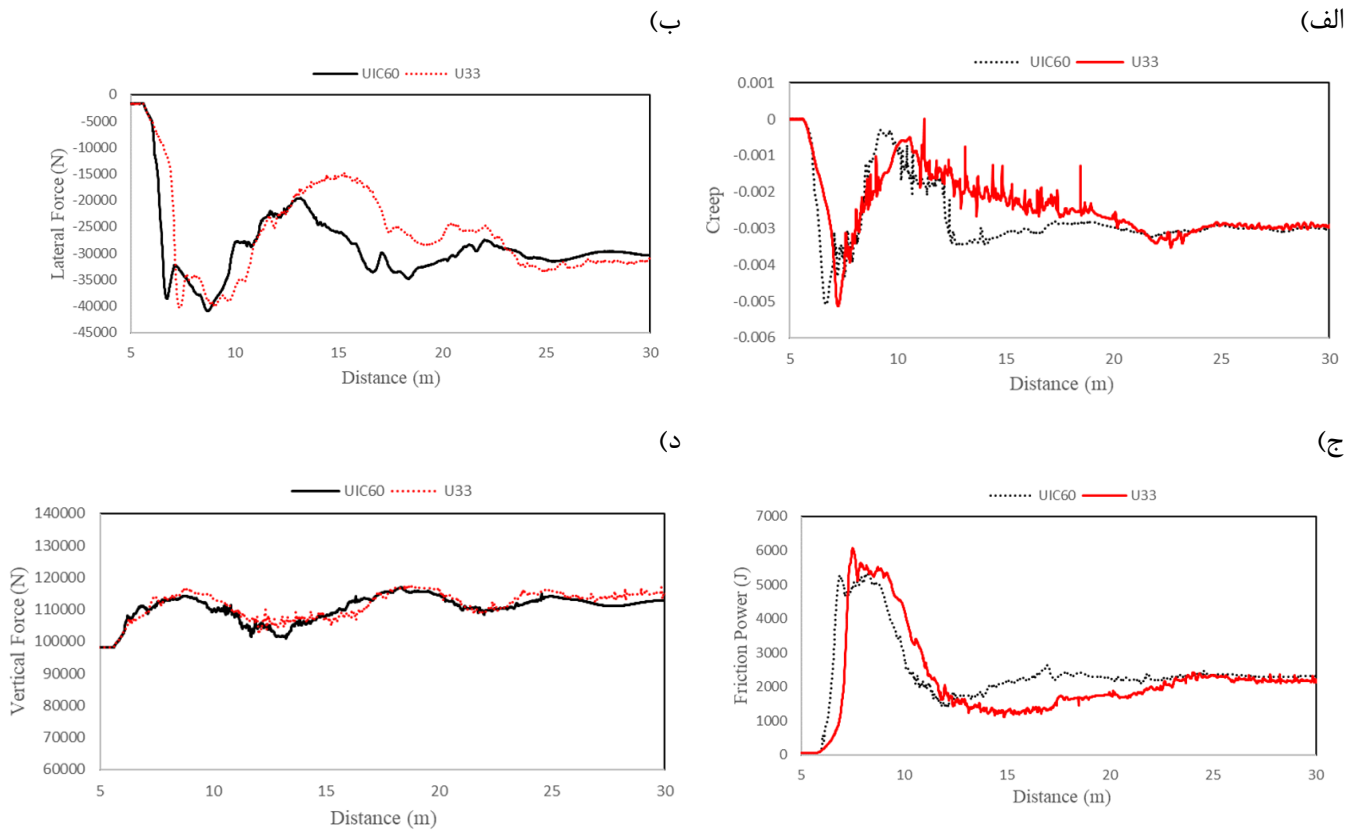 الف)
UIC60 U33
0.001
0
-0.001
-0.002
-0.003
-0.004
-0.005
-0.006
Creep
5 10 15 20 25 30
Distance (m)
ب)
UIC60 U33
0
-5000
-10000
-15000
-20000
-25000
-30000
-35000
-40000
-45000
Lateral Force (N)
5 10 15 20 25 30
Distance (m)
ج)
UIC60 U33
7000
6000
5000
4000
3000
2000
1000
0
Friction Power (J)
5 10 15 20 25 30
Distance (m)
د)
UIC60 U33
140000
130000
120000
110000
100000
90000
80000
70000
60000
Vertical Force (N)
5 10 15 20 25 30
Distance (m)